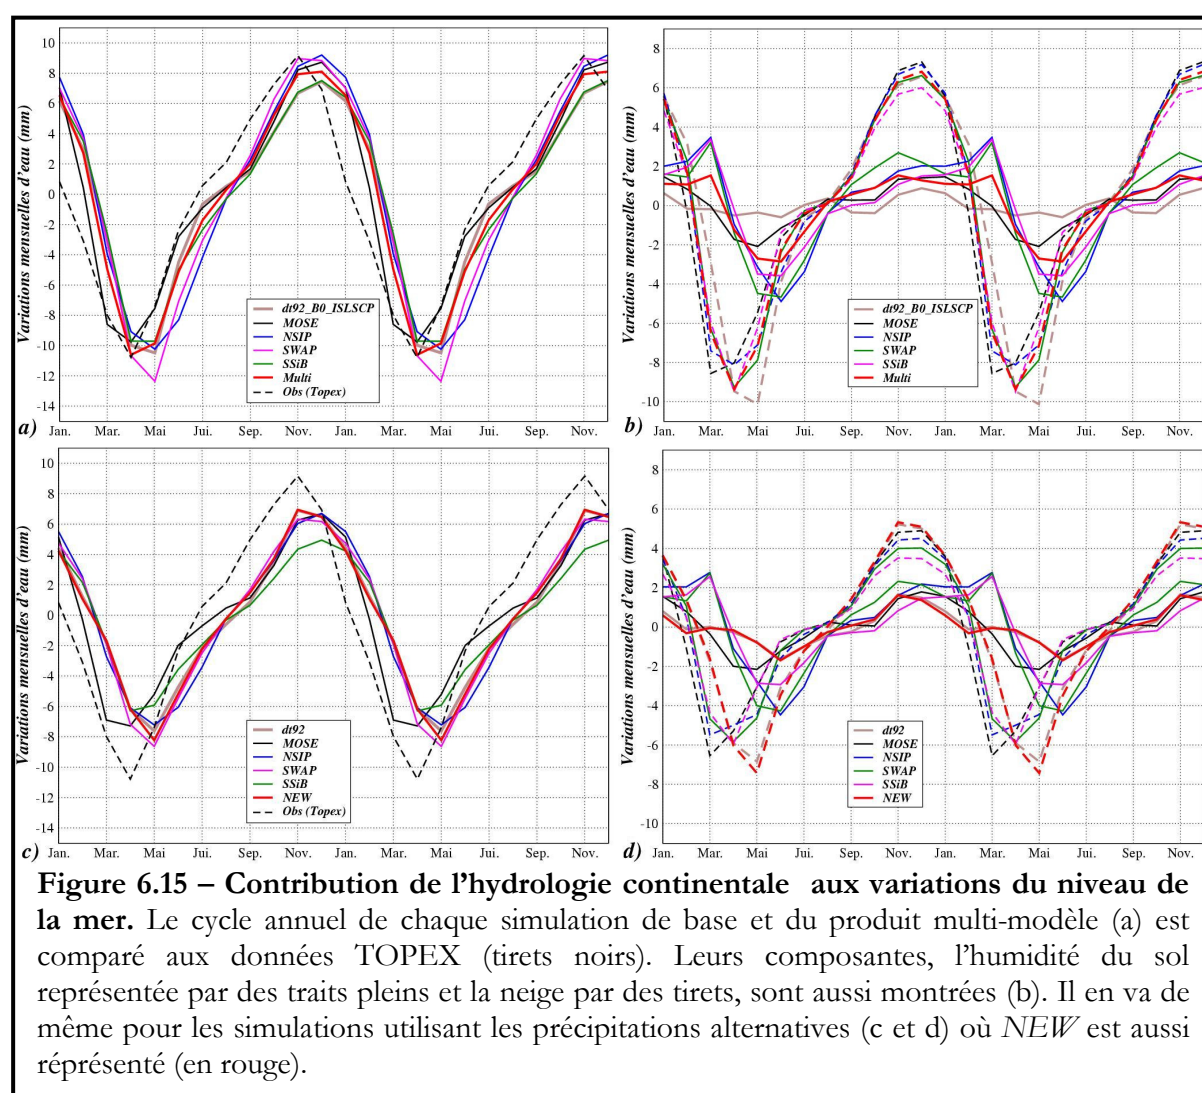 Variations mensuelles d'eau (mm)
10
8
6
4
2
0
-2
-4
-6
-8
-10
-12
-14
dt92_B0_ISLSCP
MOSE
NSIP
SWAP
SSiB
Multi
Obs (Topex)
a)
Jan. Mar. Mai Jui. Sep. Nov. Jan. Mar. Mai Jui. Sep. Nov.
Variations mensuelles d'eau (mm)
8
6
4
2
0
-2
-4
-6
-8
-10
dt92_B0_ISLSCP
MOSE
NSIP
SWAP
SSiB
Multi
b)
Jan. Mar. Mai Jui. Sep. Nov. Jan. Mar. Mai Jui. Sep. Nov.
Variations mensuelles d'eau (mm)
10
8
6
4
2
0
-2
-4
-6
-8
-10
-12
-14
dt92
MOSE
NSIP
SWAP
SSiB
NEW
Obs (Topex)
c)
Jan. Mar. Mai Jui. Sep. Nov. Jan. Mar. Mai Jui. Sep. Nov.
Variations mensuelles d'eau (mm)
8
6
4
2
0
-2
-4
-6
-8
-10
dt92
MOSE
NSIP
SWAP
SSiB
NEW
d)
Jan. Mar. Mai Jui. Sep. Nov. Jan. Mar. Mai Jui. Sep. Nov.
Figure 6.15 – Contribution de l'hydrologie continentale aux variations du niveau de
la mer. Le cycle annuel de chaque simulation de base et du produit multi-modèle (a) est
comparé aux données TOPEX (tirets noirs). Leurs composantes, l'humidité du sol
représentée par des traits pleins et la neige par des tirets, sont aussi montrées (b). Il en va de
même pour les simulations utilisant les précipitations alternatives (c et d) où NEW est aussi
réprésenté (en rouge).